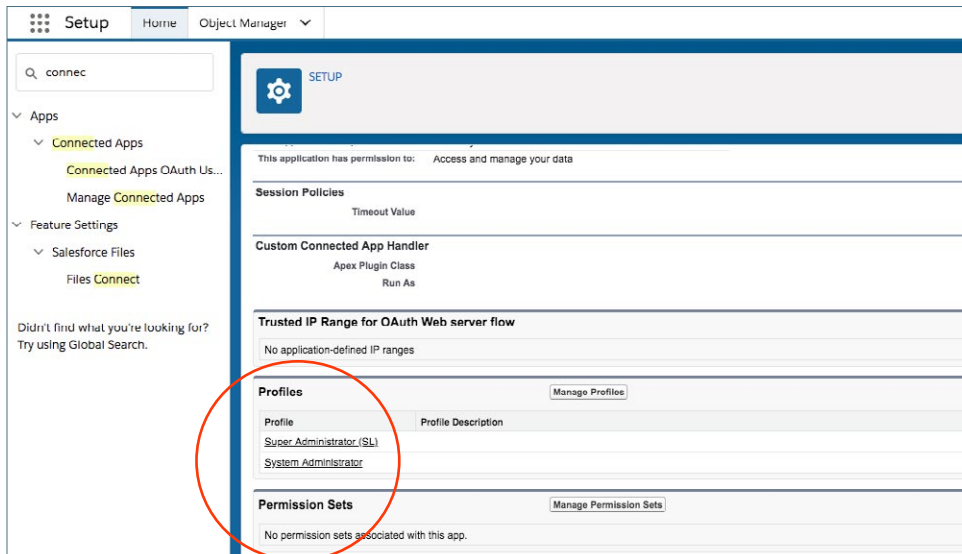 Setup Home Object Manager
connec
Apps
Connected Apps
Connected Apps OAuth Us...
Manage Connected Apps
Feature Settings
Salesforce Files
Files Connect
Didn't find what you're looking for?
Try using Global Search.
SETUP
This application has permission to: Access and manage your data
Session Policies
Timeout Value
Custom Connected App Handler
Apex Plugin Class
Run As
Trusted IP Range for OAuth Web server flow
No application-defined IP ranges
Profiles Manage Profiles
Profile Profile Description
Super Administrator (SL)
System Administrator
Permission Sets Manage Permission Sets
No permission sets associated with this app.